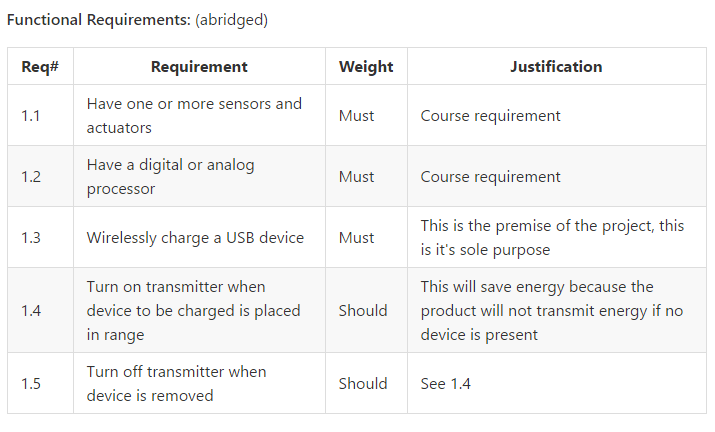 Functional Requirements: (abridged)
Req# Requirement Weight Justification
1.1 Have one or more sensors and actuators Must Course requirement
1.2 Have a digital or analog processor Must Course requirement
1.3 Wirelessly charge a USB device Must This is the premise of the project, this is it's sole purpose
1.4 Turn on transmitter when device to be charged is placed in range Should This will save energy because the product will not transmit energy if no device is present
1.5 Turn off transmitter when device is removed Should See 1.4